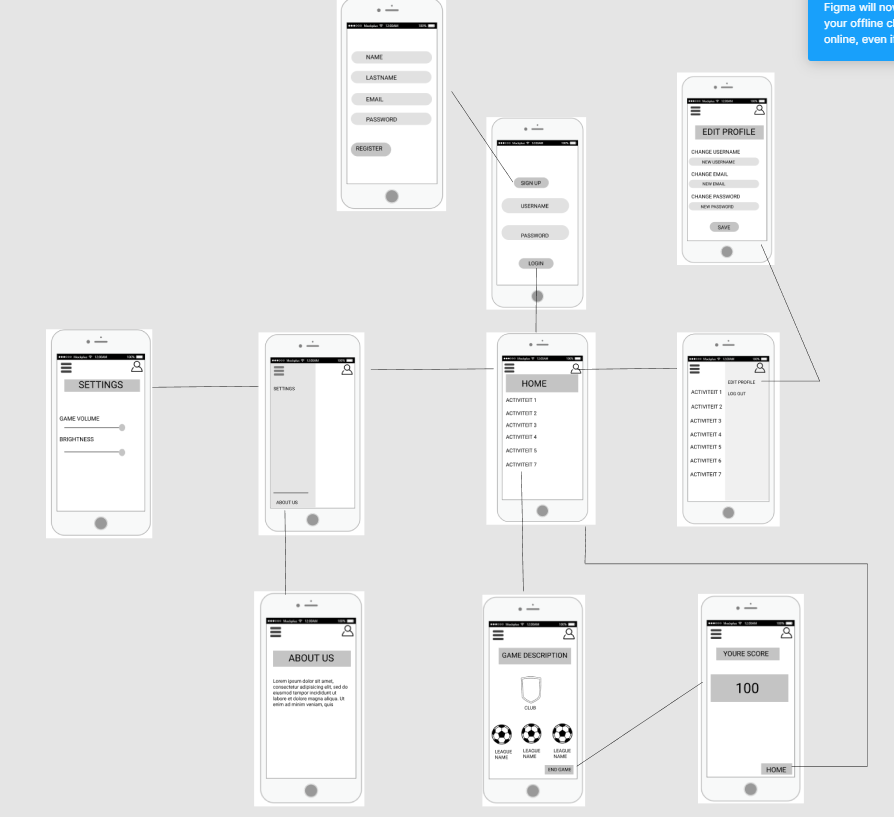 Figma will now
your offline ch
online, even if
NAME
LASTNAME
EMAIL
PASSWORD
REGISTER
SIGN UP
USERNAME
PASSWORD
LOGIN
EDIT PROFILE
CHANGE USERNAME
NEW USERNAME
CHANGE EMAIL
NEW EMAIL
CHANGE PASSWORD
NEW PASSWORD
SAVE
SETTINGS
GAME VOLUME
BRIGHTNESS
SETTINGS
ABOUT US
HOME
ACTIVITEIT 1
ACTIVITEIT 2
ACTIVITEIT 3
ACTIVITEIT 4
ACTIVITEIT 5
ACTIVITEIT 7
EDIT PROFILE
LOG OUT
ACTIVITEIT 1
ACTIVITEIT 2
ACTIVITEIT 3
ACTIVITEIT 4
ACTIVITEIT 5
ACTIVITEIT 6
ACTIVITEIT 7
ABOUT US
Lorem ipsum dolor sit amet,
consectetur adipisicing elit, sed do
eiusmod tempor incididunt ut
labore et dolore magna aliqua. Ut
enim ad minim veniam, quis
GAME DESCRIPTION
CLUB
LEAGUE NAME
LEAGUE NAME
LEAGUE NAME
END GAME
YOURE SCORE
100
HOME